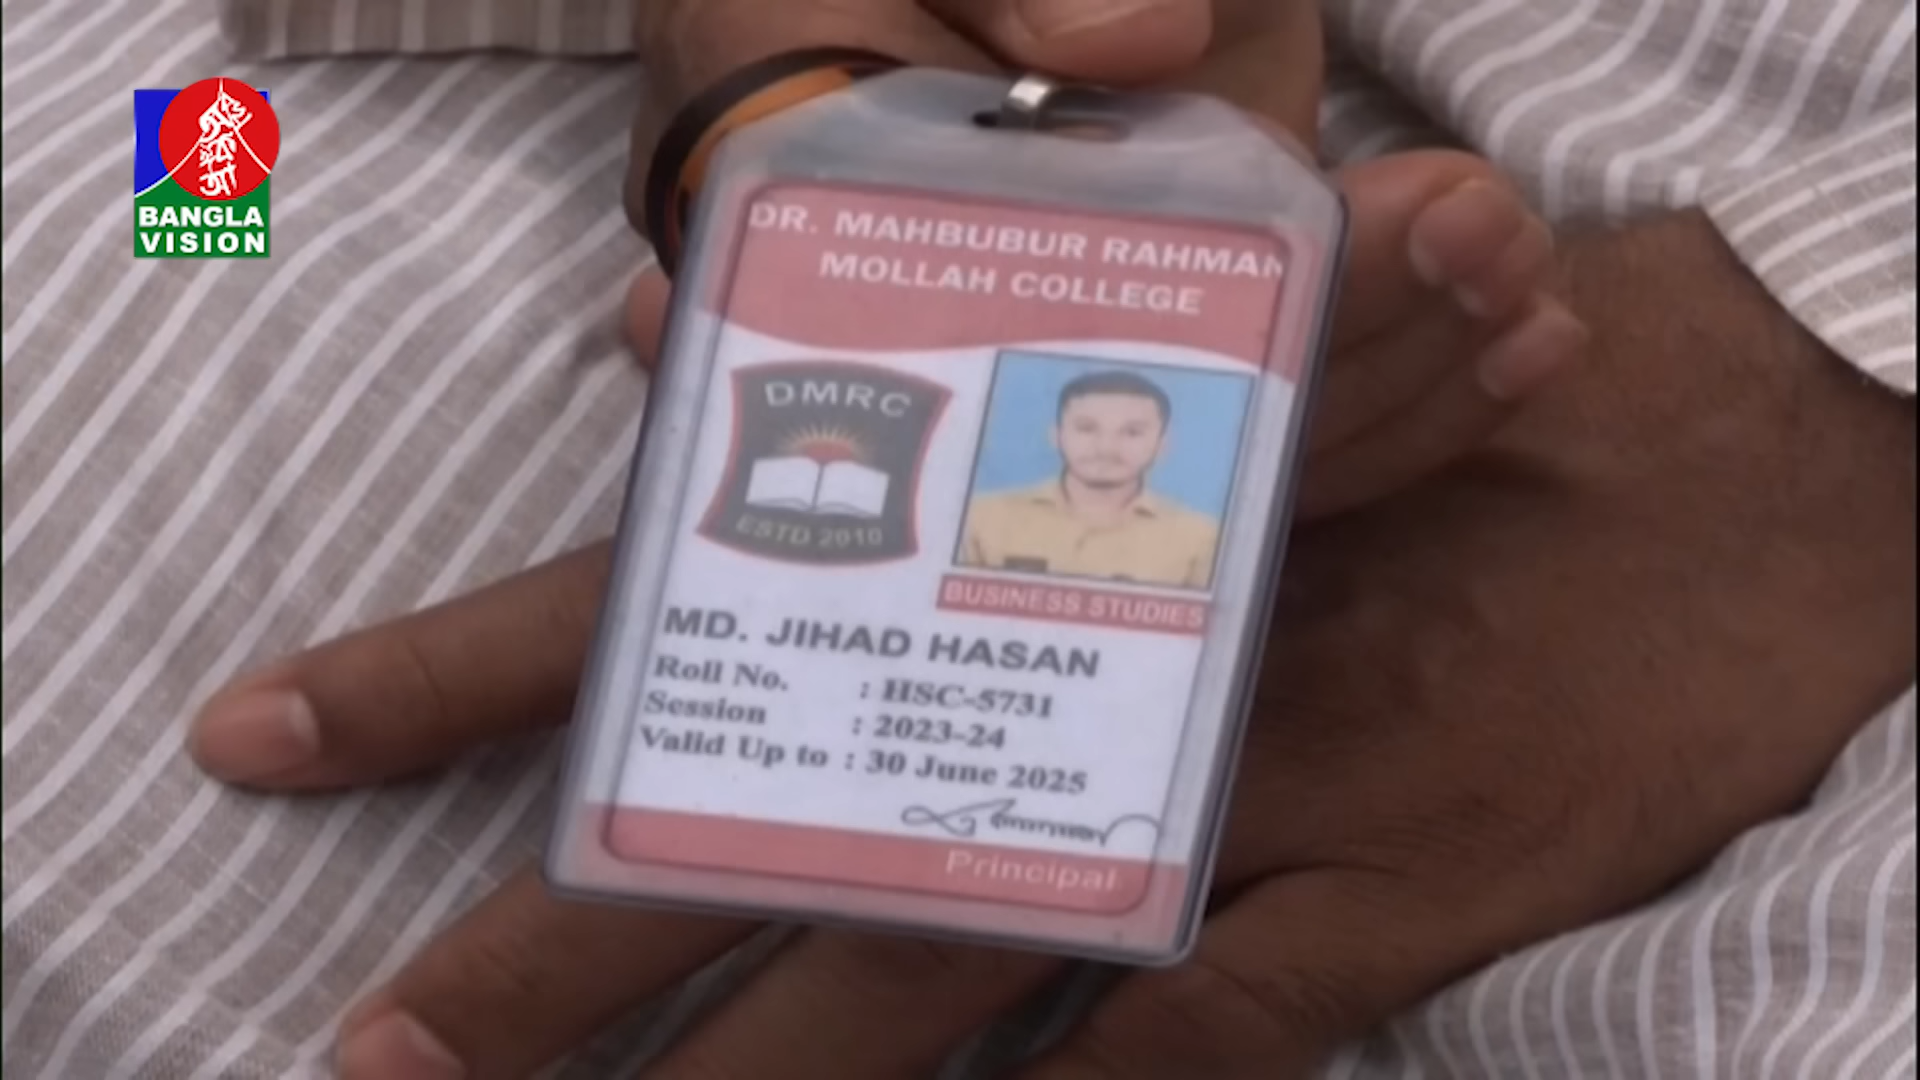 BANGLA
VISION
DR. MAHBUBUR RAHMAN
MOLLAH COLLEGE
DMRC
ESTD 2010
BUSINESS STUDIES
MD. JIHAD HASAN
Roll No. : HSC-5731
Session : 2023-24
Valid Up to : 30 June 2025
Principal